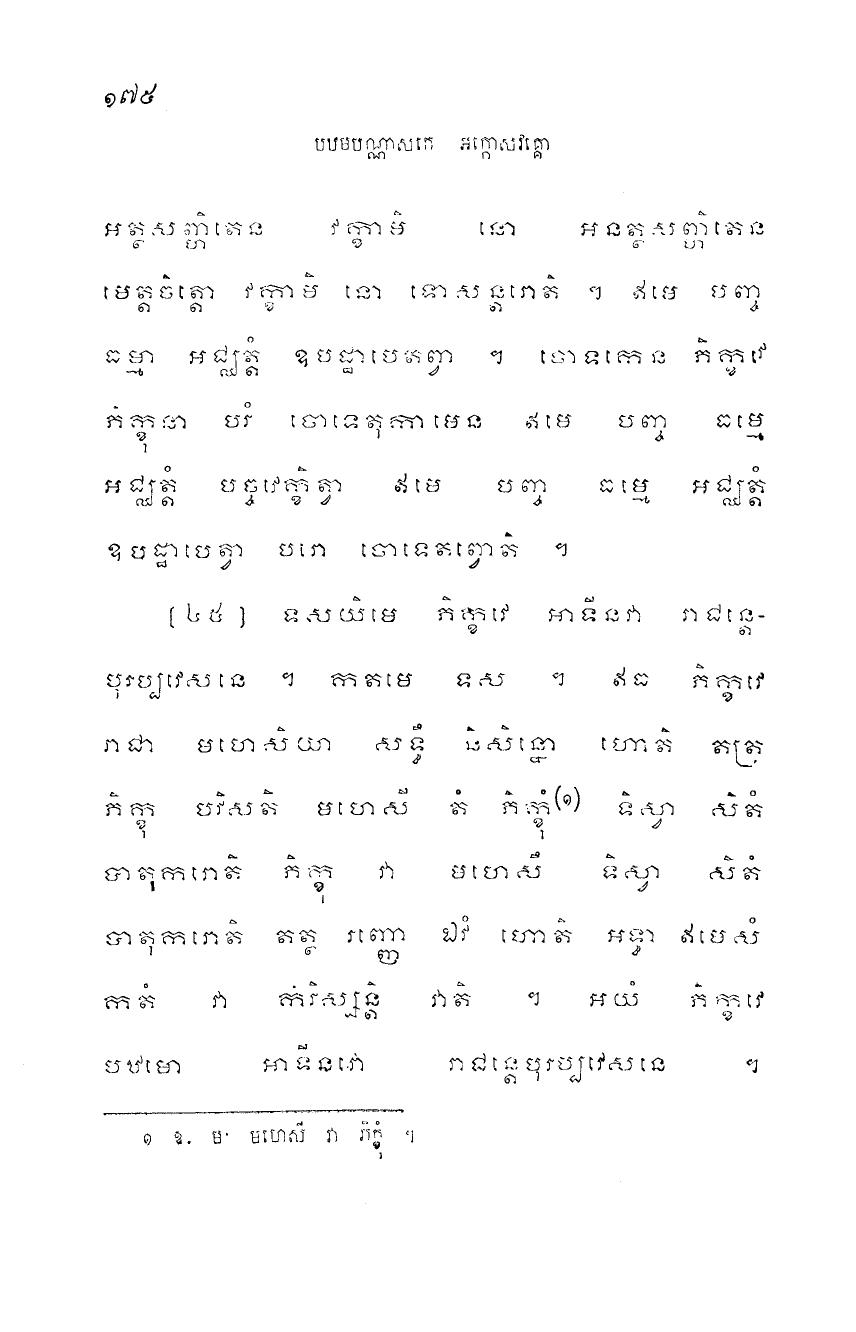 ១៧៥
បឋមបណ្ណាសកេ អក្កោសវគ្គោ
អត្ថសញ្ហិតេន វក្ខាមិ នោ អនត្ថសញ្ហិតេន
មេត្តចិត្តោ វក្ខាមិ នោ ទោសន្តរោតិ ។ ឥមេ បញ្ច
ធម្មា អជ្ឈត្តំ ឧបដ្ឋាបេតព្វា ។ ចោទកេន ភិក្ខវេ
ភិក្ខុនា បរំ ចោទេតុកាមេន ឥមេ បញ្ច ធម្មេ
អជ្ឈត្តំ បច្ចវេក្ខិត្វា ឥមេ បញ្ច ធម្មេ អជ្ឈត្តំ
ឧបដ្ឋាបេត្វា បរោ ចោទេតព្វោតិ ។
[ ៤៥ ] ទសយិមេ ភិក្ខវេ អាទីនវា រាជន្តេ-
បុរប្បវេសនេ ។ កតមេ ទស ។ ឥធ ភិក្ខវេ
រាជា មហេសិយា សទ្ធឹ និសិន្នោ ហោតិ តត្រ
ភិក្ខុ បវិសតិ មហេសី តំ ភិក្ខុំ(១) ទិស្វា សិតំ
បាតុករោតិ ភិក្ខុ វា មហេសឹ ទិស្វា សិតំ
បាតុករោតិ តត្ថ រញ្ញោ ឯវំ ហោតិ អទ្ធា ឥមេសំ
កតំ វា ករិស្សន្តិ វាតិ ។ អយំ ភិក្ខវេ
បឋមោ អាទីនវោ រាជន្តេបុរប្បវេសនេ ។
១ ឧ. ម. មហេសី វា ភិក្ខុំ ។